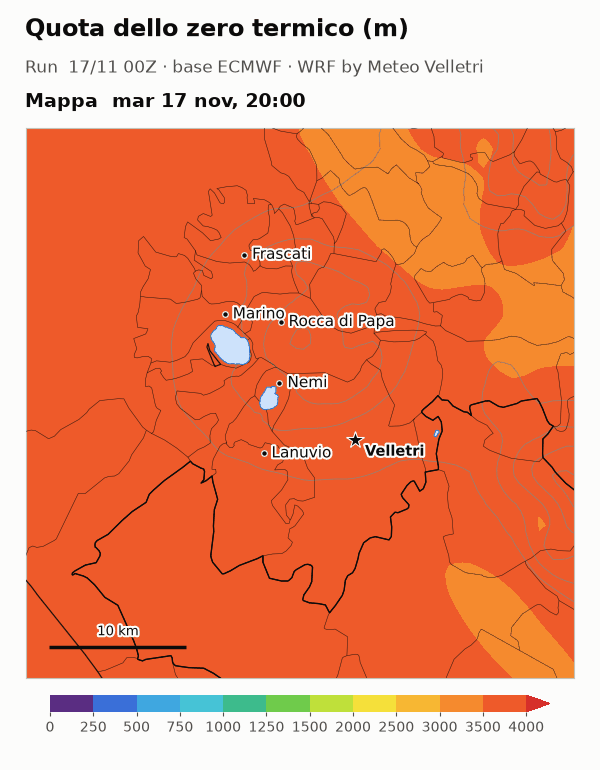 Quota dello zero termico (m)
Run  17/11 00Z · base ECMWF · WRF by Meteo Velletri
Mappa  mar 17 nov, 20:00
Frascati
Marino
Rocca di Papa
Nemi
Velletri
Lanuvio
10 km
0 250 500 750 1000 1250 1500 2000 2500 3000 3500 4000